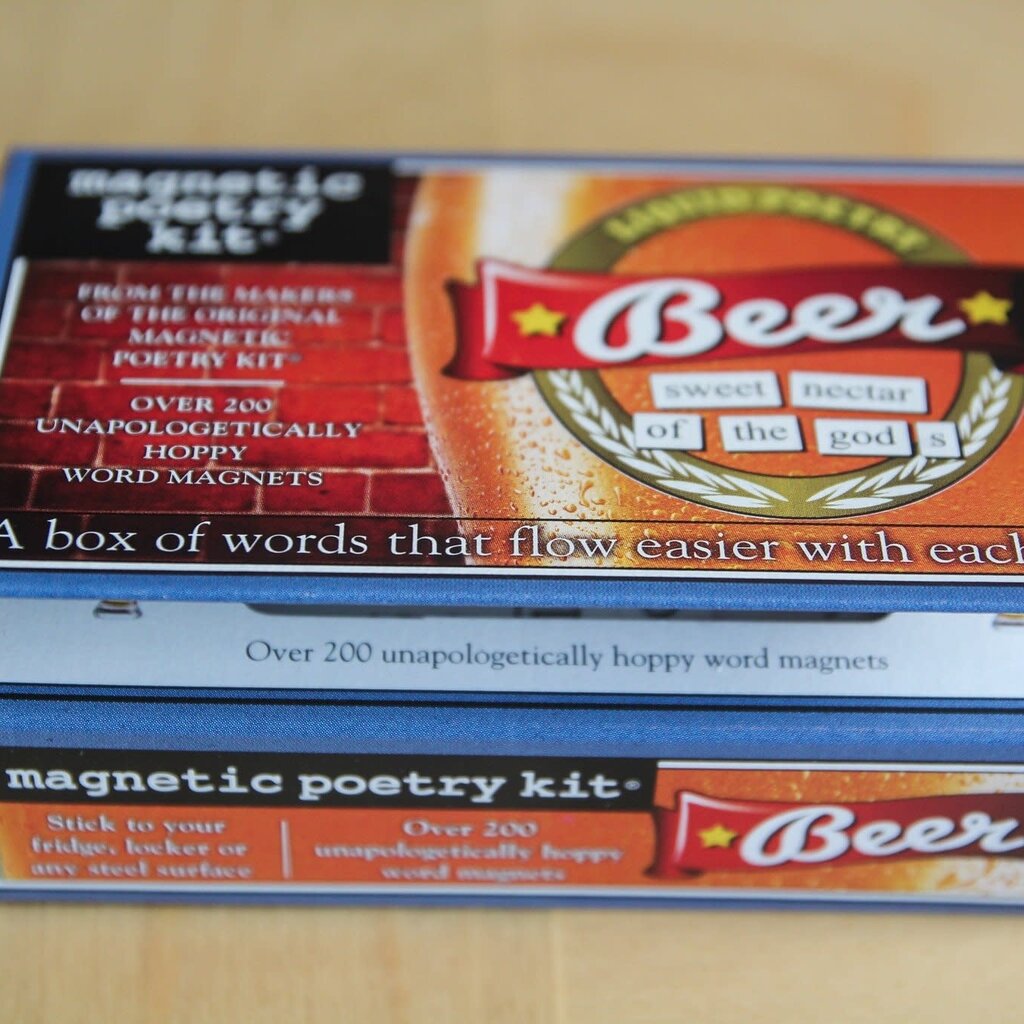 magnetic
poetry
kit®
FROM THE MAKERS
OF THE ORIGINAL
MAGNETIC
POETRY KIT®
OVER 200
UNAPOLOGETICALLY
HOPPY
WORD MAGNETS
LIQUID POETRY
Beer
sweet nectar
of the god s
A box of words that flow easier with each
Over 200 unapologetically hoppy word magnets
magnetic poetry kit®
Stick to your
fridge, locker or
any steel surface
Over 200
unapologetically hoppy
word magnets
Beer